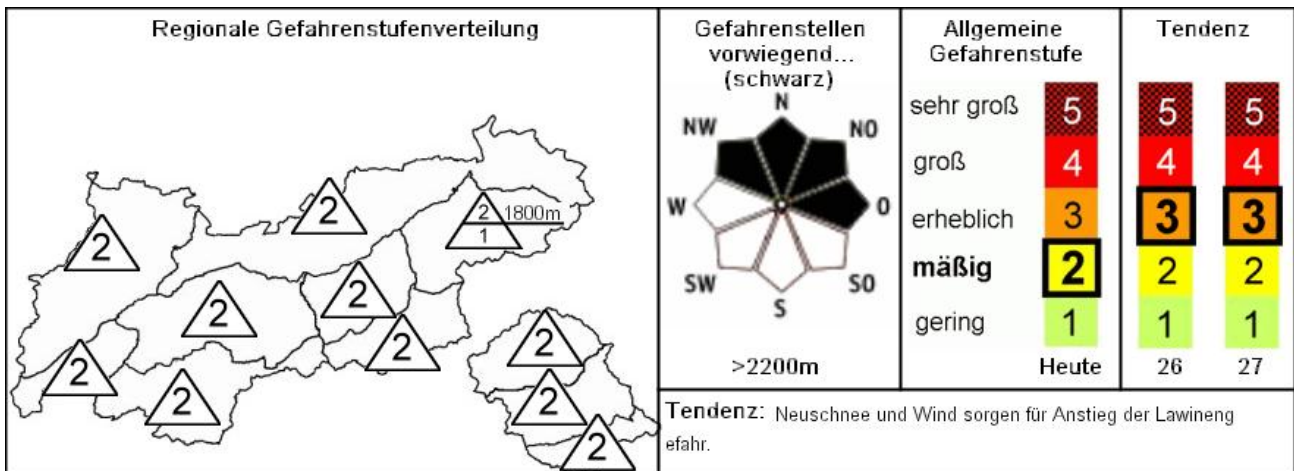 Regionale Gefahrenstufenverteilung
2
2
2
1800m
1
2
2
2
2
2
2
2
2
Gefahrenstellen
vorwiegend...
(schwarz)
N
NW
NO
W
O
SW
SO
S
>2200m
Allgemeine
Gefahrenstufe
sehr groß 5
groß 4
erheblich 3
mäßig 2
gering 1
Heute
Tendenz
5 5
4 4
3 3
2 2
1 1
26 27
Tendenz: Neuschnee und Wind sorgen für Anstieg der Lawineng
efahr.